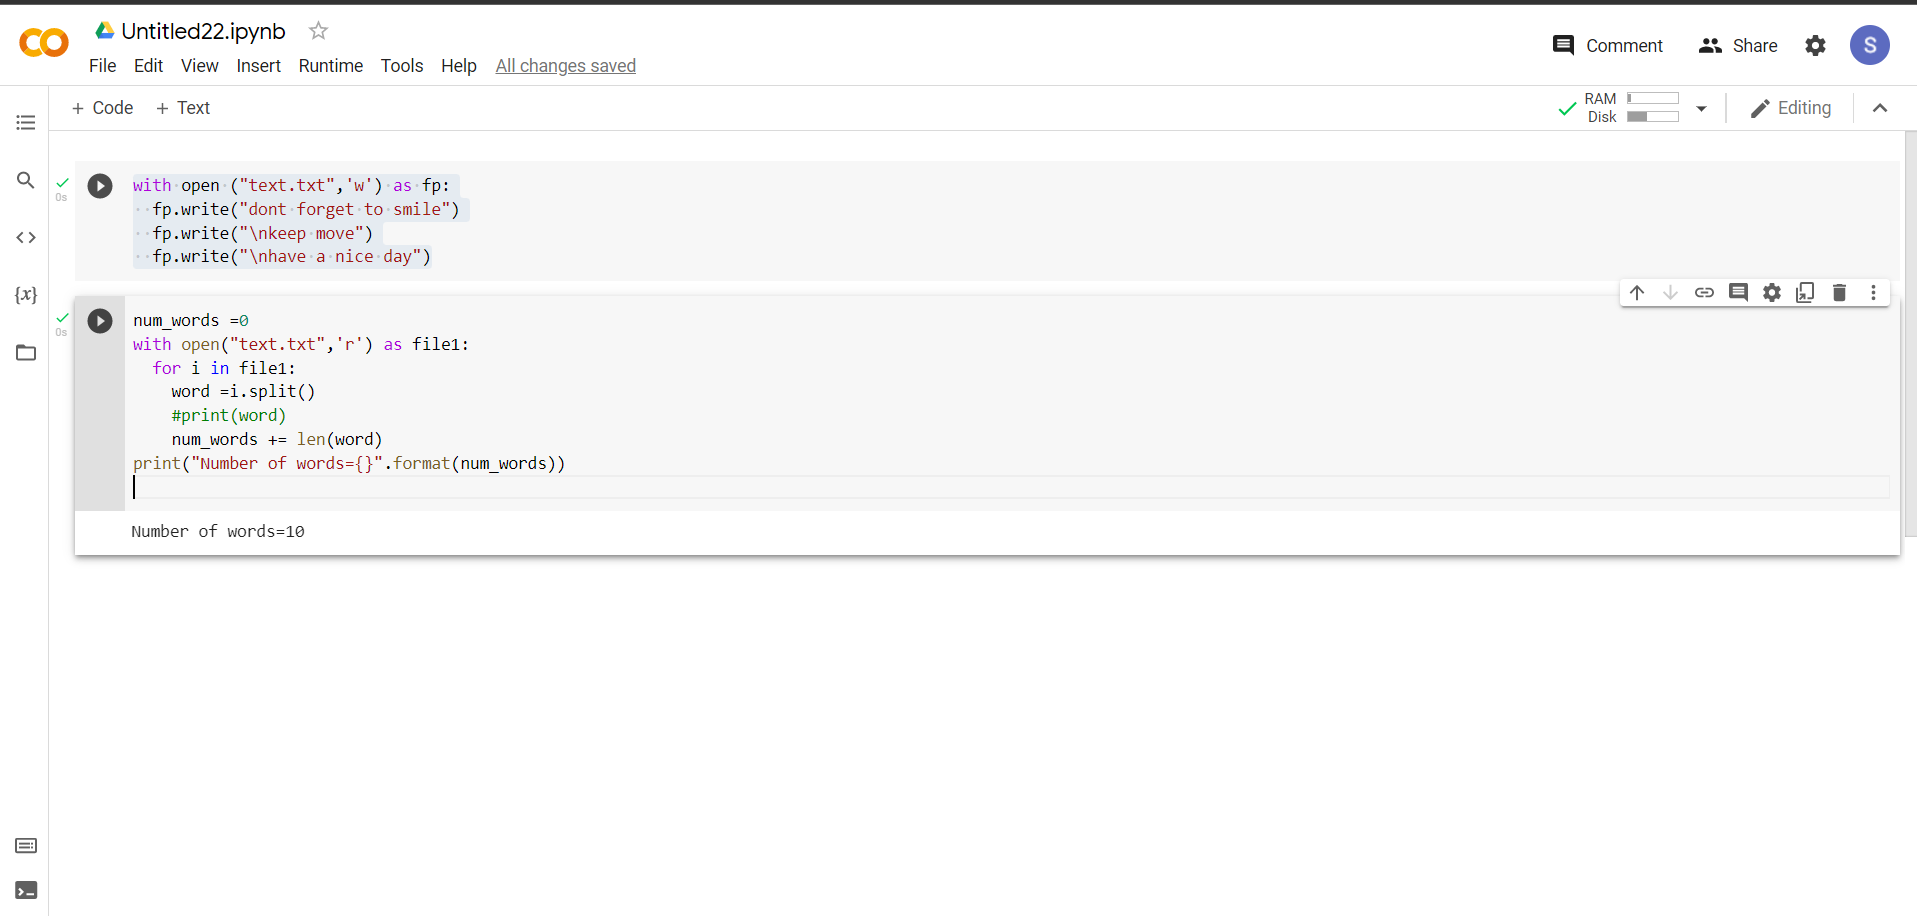 Untitled22.ipynb
File Edit View Insert Runtime Tools Help All changes saved
Comment Share S
+ Code + Text
RAM
Disk
Editing
0s
with open ("text.txt",'w') as fp:
  fp.write("dont forget to smile")
  fp.write("\nkeep move")
  fp.write("\nhave a nice day")
{x}
0s
num_words =0
with open("text.txt",'r') as file1:
  for i in file1:
    word =i.split()
    #print(word)
    num_words += len(word)
print("Number of words={}".format(num_words))
Number of words=10